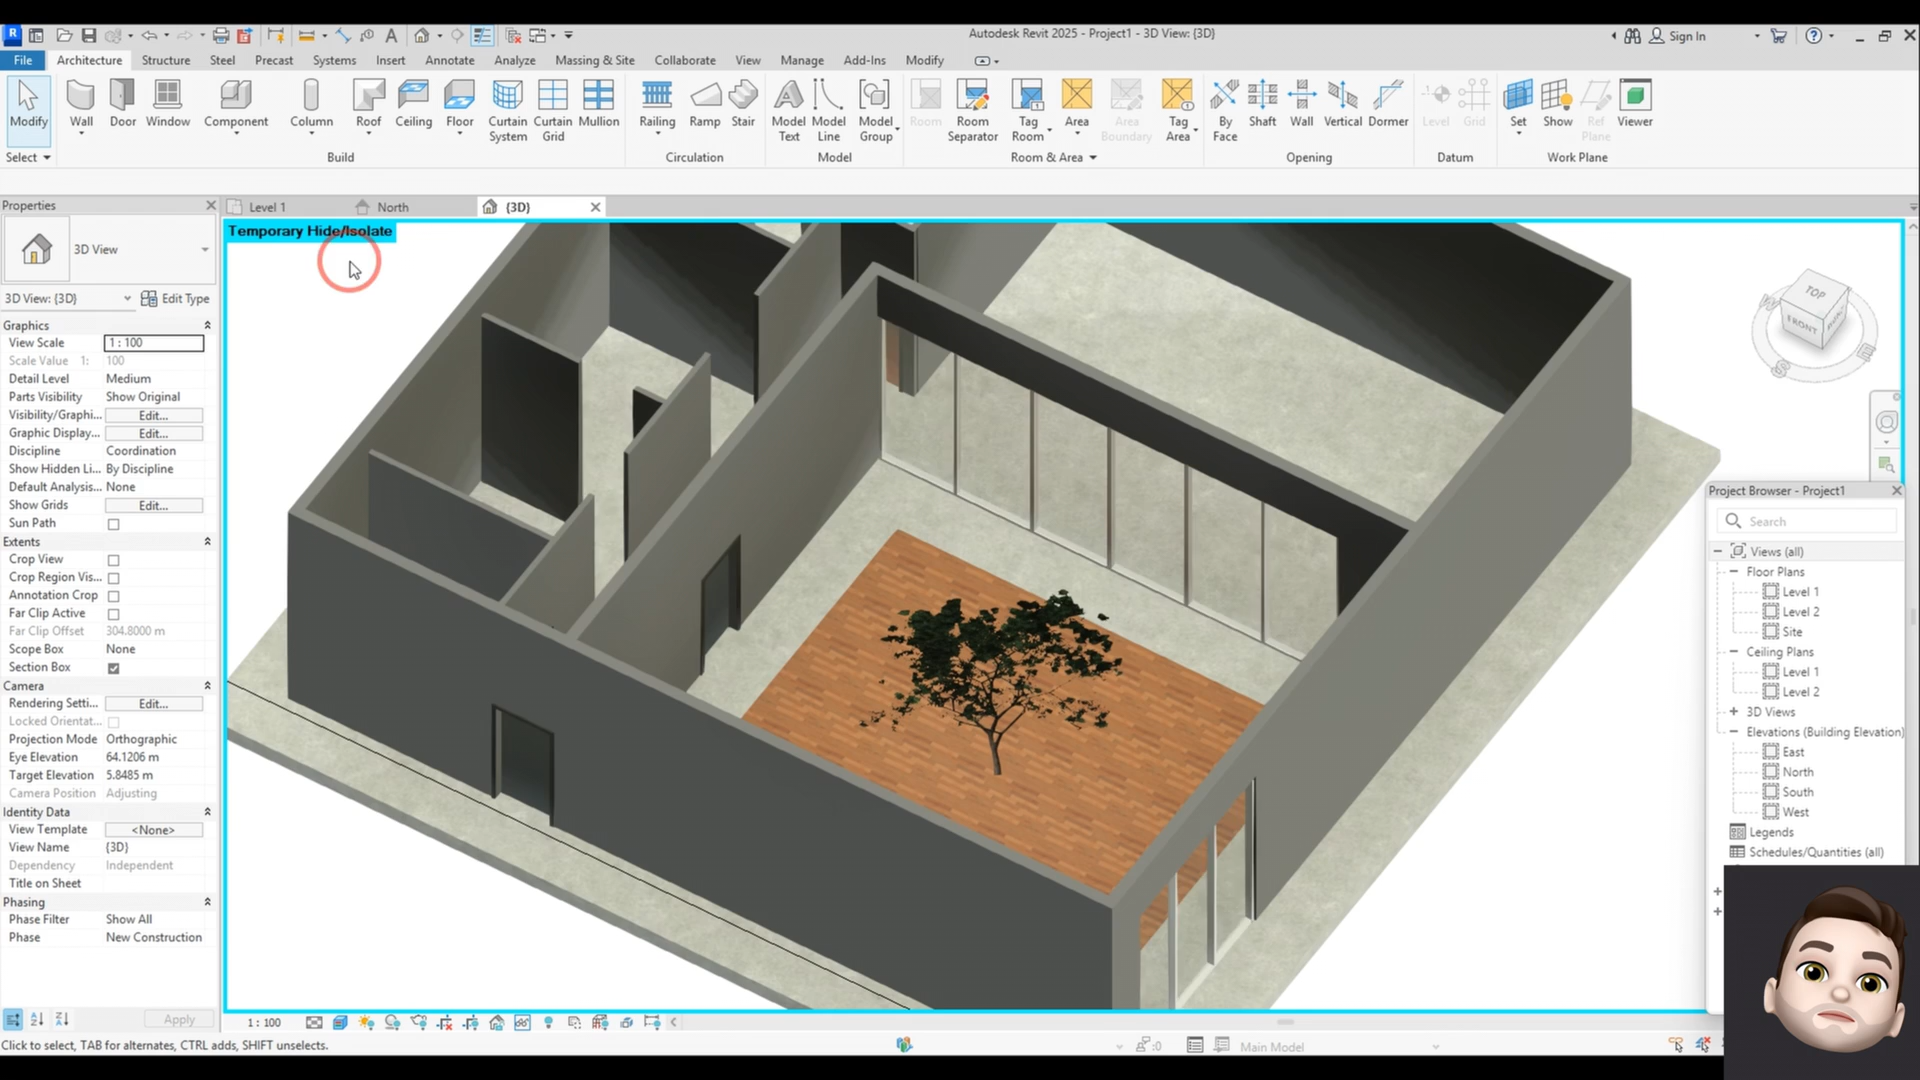 Autodesk Revit 2025 - Project1 - 3D View: {3D}
Sign In
File Architecture Structure Steel Precast Systems Insert Annotate Analyze Massing & Site Collaborate View Manage Add-Ins Modify
Modify Wall Door Window Component Column Roof Ceiling Floor Curtain System Curtain Grid Mullion Railing Ramp Stair Model Text Model Line Model Group Room Room Separator Tag Room Area Area Boundary Tag Area By Face Shaft Wall Vertical Dormer Level Grid Set Show Ref Plane Viewer
Select Build Circulation Model Room & Area Opening Datum Work Plane
Properties
Level 1
North
{3D}
Temporary Hide/Isolate
3D View
3D View: {3D}
Edit Type
Graphics
View Scale 1 : 100
Scale Value 1: 100
Detail Level Medium
Parts Visibility Show Original
Visibility/Graphi... Edit...
Graphic Display... Edit...
Discipline Coordination
Show Hidden Li... By Discipline
Default Analysis... None
Show Grids Edit...
Sun Path
Extents
Crop View
Crop Region Vis...
Annotation Crop
Far Clip Active
Far Clip Offset 304.8000 m
Scope Box None
Section Box
Camera
Rendering Setti... Edit...
Locked Orientat...
Projection Mode Orthographic
Eye Elevation 64.1206 m
Target Elevation 5.8485 m
Camera Position Adjusting
Identity Data
View Template <None>
View Name {3D}
Dependency Independent
Title on Sheet
Phasing
Phase Filter Show All
Phase New Construction
Apply
TOP
FRONT
W
S
E
Project Browser - Project1
Search
Views (all)
Floor Plans
Level 1
Level 2
Site
Ceiling Plans
Level 1
Level 2
3D Views
Elevations (Building Elevation)
East
North
South
West
Legends
Schedules/Quantities (all)
1 : 100
Click to select, TAB for alternates, CTRL adds, SHIFT unselects.
:0
Main Model